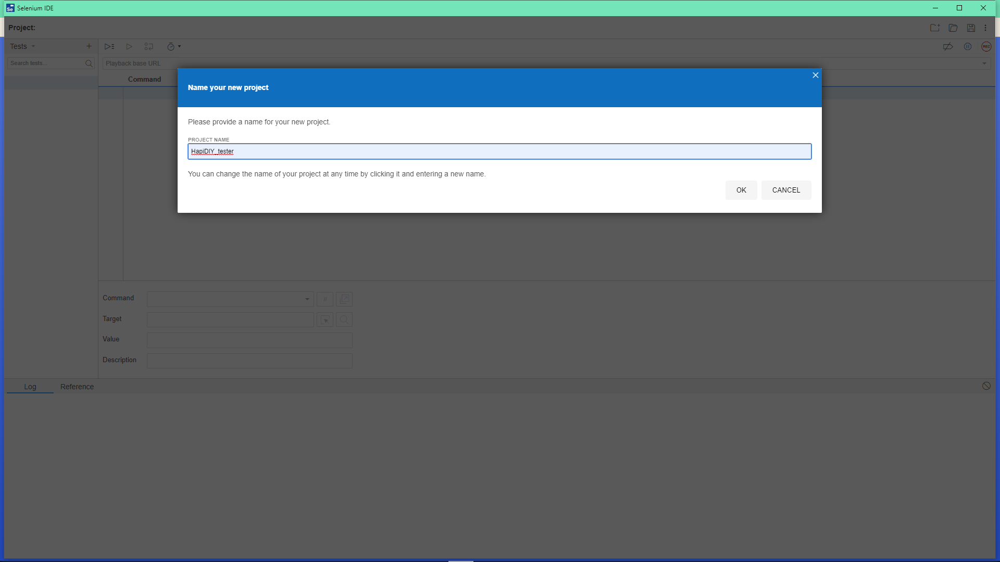 Selenium IDE
Project:
Tests
Search tests...
Playback base URL
REC
Command
Name your new project
Please provide a name for your new project.
PROJECT NAME
HapiDIY_tester
You can change the name of your project at any time by clicking it and entering a new name.
OK
CANCEL
Command
//
Target
Value
Description
Log
Reference